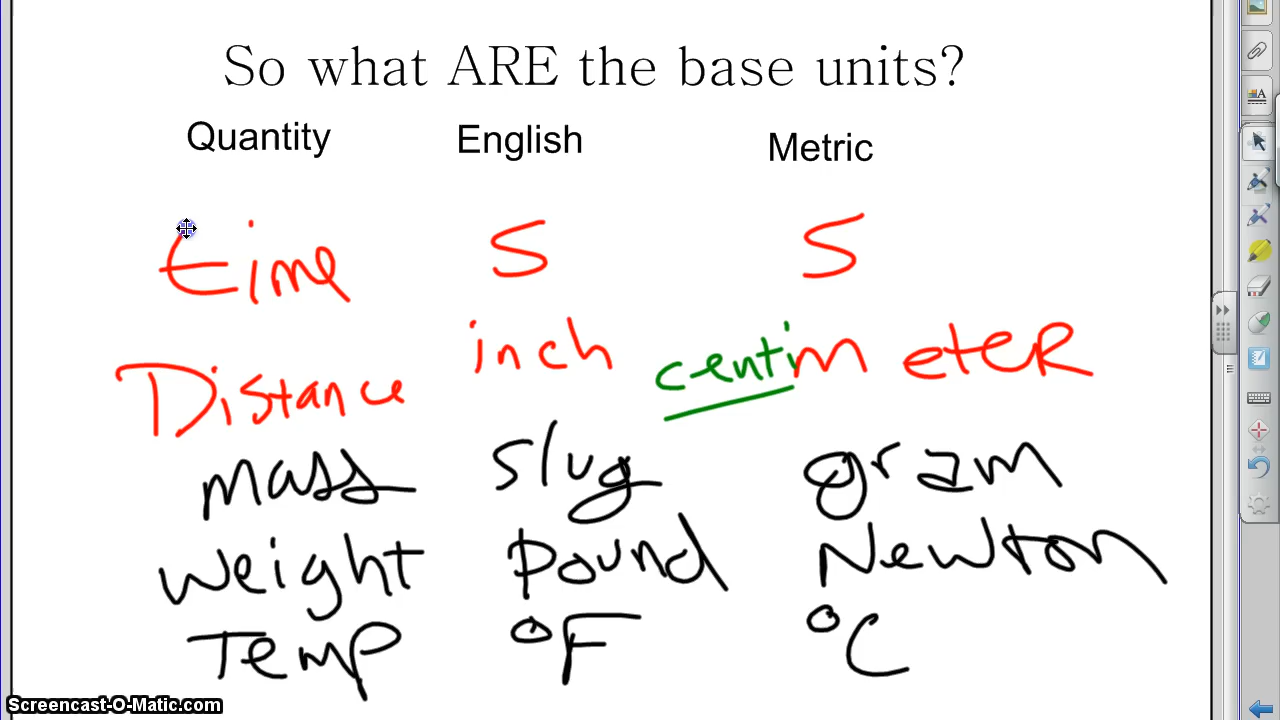 So what ARE the base units?
Quantity English Metric
time S S
Distance inch centimeter
mass slug gram
weight pound Newton
Temp °F °C
Screencast-O-Matic.com